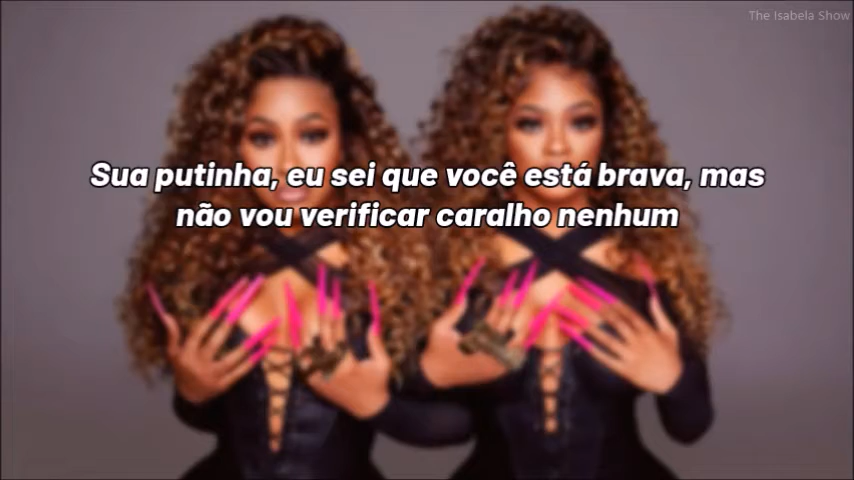 The Isabela Show
Sua putinha, eu sei que você está brava, mas
não vou verificar caralho nenhum